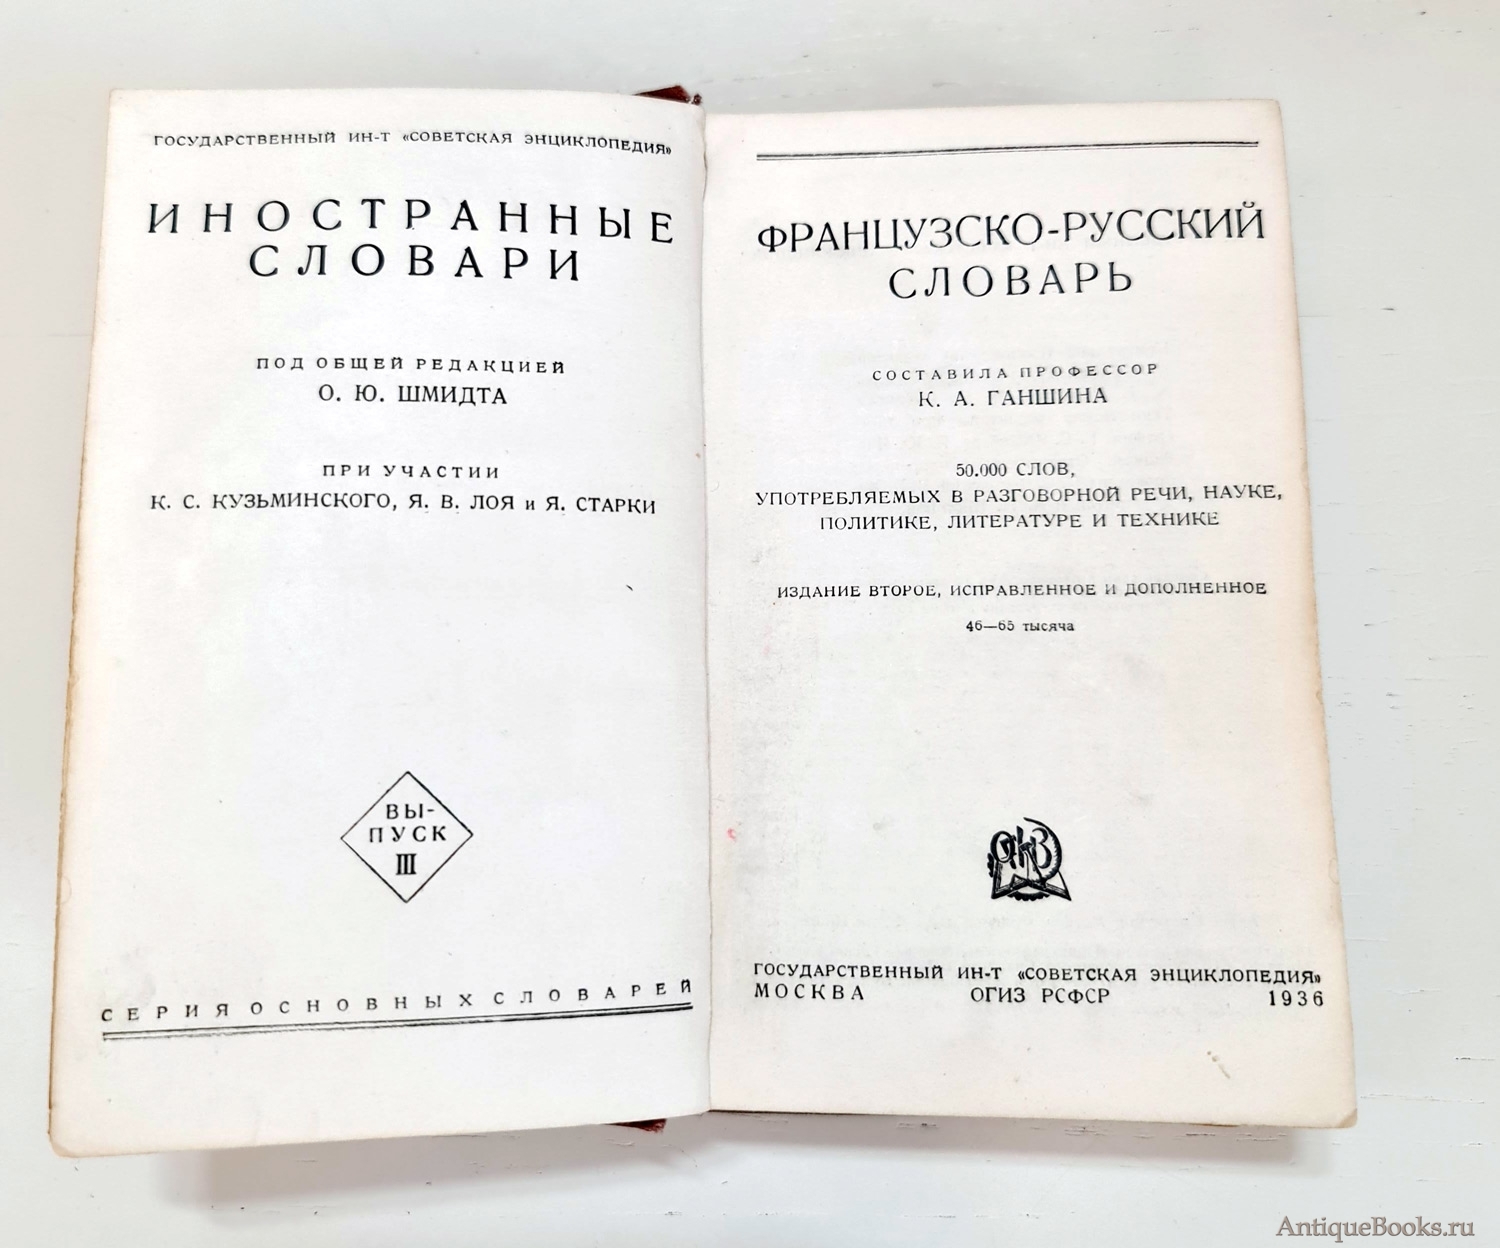 ГОСУДАРСТВЕННЫЙ ИН-Т «СОВЕТСКАЯ ЭНЦИКЛОПЕДИЯ»
ИНОСТРАННЫЕ
СЛОВАРИ
ПОД ОБЩЕЙ РЕДАКЦИЕЙ
О. Ю. ШМИДТА
ПРИ УЧАСТИИ
К. С. КУЗЬМИНСКОГО, Я. В. ЛОЯ и Я. СТАРКИ
ВЫ-
ПУСК
III
СЕРИЯ ОСНОВНЫХ СЛОВАРЕЙ
ФРАНЦУЗСКО-РУССКИЙ
СЛОВАРЬ
СОСТАВИЛА ПРОФЕССОР
К. А. ГАНШИНА
50.000 СЛОВ,
УПОТРЕБЛЯЕМЫХ В РАЗГОВОРНОЙ РЕЧИ, НАУКЕ,
ПОЛИТИКЕ, ЛИТЕРАТУРЕ И ТЕХНИКЕ
ИЗДАНИЕ ВТОРОЕ, ИСПРАВЛЕННОЕ И ДОПОЛНЕННОЕ
46—65 тысяча
ГОСУДАРСТВЕННЫЙ ИН-Т «СОВЕТСКАЯ ЭНЦИКЛОПЕДИЯ»
МОСКВА ОГИЗ РСФСР 1936
AntiqueBooks.ru